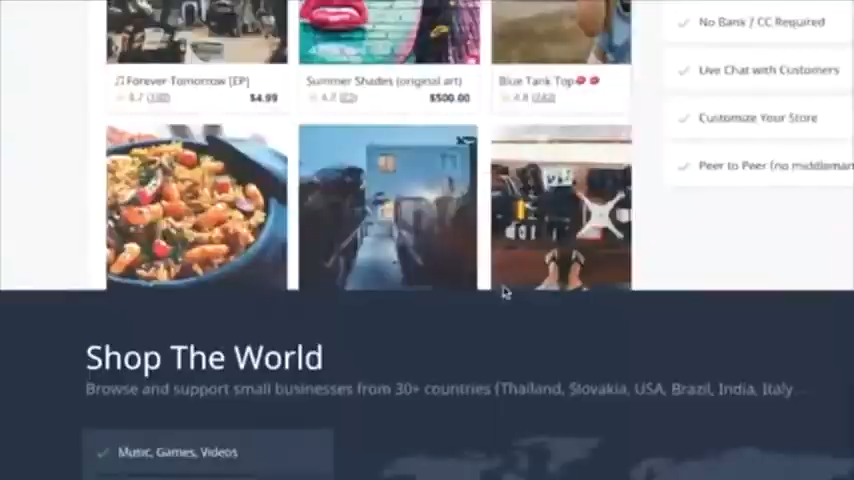 No Bank / CC Required
Live Chat with Customers
Customize Your Store
Peer to Peer (no middleman
Forever Tomorrow [EP]
$4.99
Summer Shades (original art)
$500.00
Blue Tank Top
4.8
Shop The World
Browse and support small businesses from 30+ countries (Thailand, Slovakia, USA, Brazil, India, Italy
Music, Games, Videos